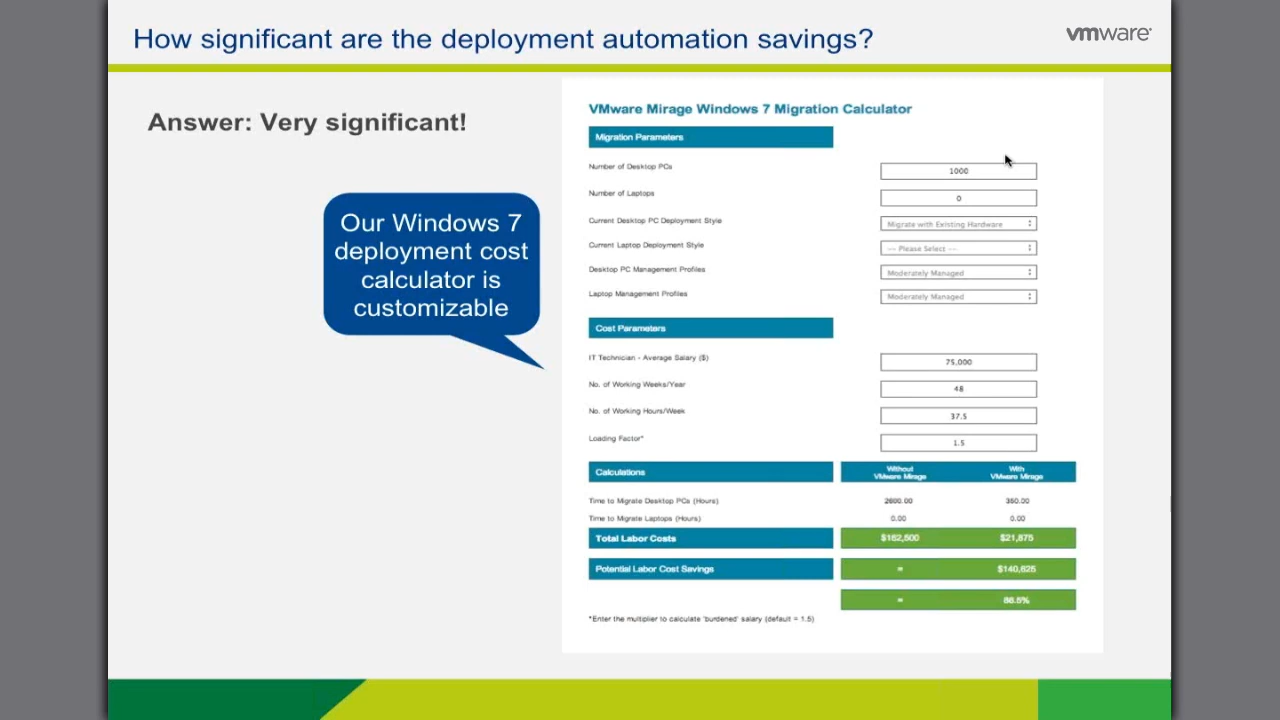 How significant are the deployment automation savings?
vmware
Answer: Very significant!
Our Windows 7
deployment cost
calculator is
customizable
VMware Mirage Windows 7 Migration Calculator
Migration Parameters
Number of Desktop PCs 1000
Number of Laptops 0
Current Desktop PC Deployment Style Migrate with Existing Hardware
Current Laptop Deployment Style -- Please Select --
Desktop PC Management Profiles Moderately Managed
Laptop Management Profiles Moderately Managed
Cost Parameters
IT Technician - Average Salary ($) 75,000
No. of Working Weeks/Year 48
No. of Working Hours/Week 37.5
Loading Factor* 1.5
Calculations Without VMware Mirage With VMware Mirage
Time to Migrate Desktop PCs (Hours) 2600.00 350.00
Time to Migrate Laptops (Hours) 0.00 0.00
Total Labor Costs $162,500 $21,875
Potential Labor Cost Savings = $140,625
= 86.5%
*Enter the multiplier to calculate 'burdened' salary (default = 1.5)